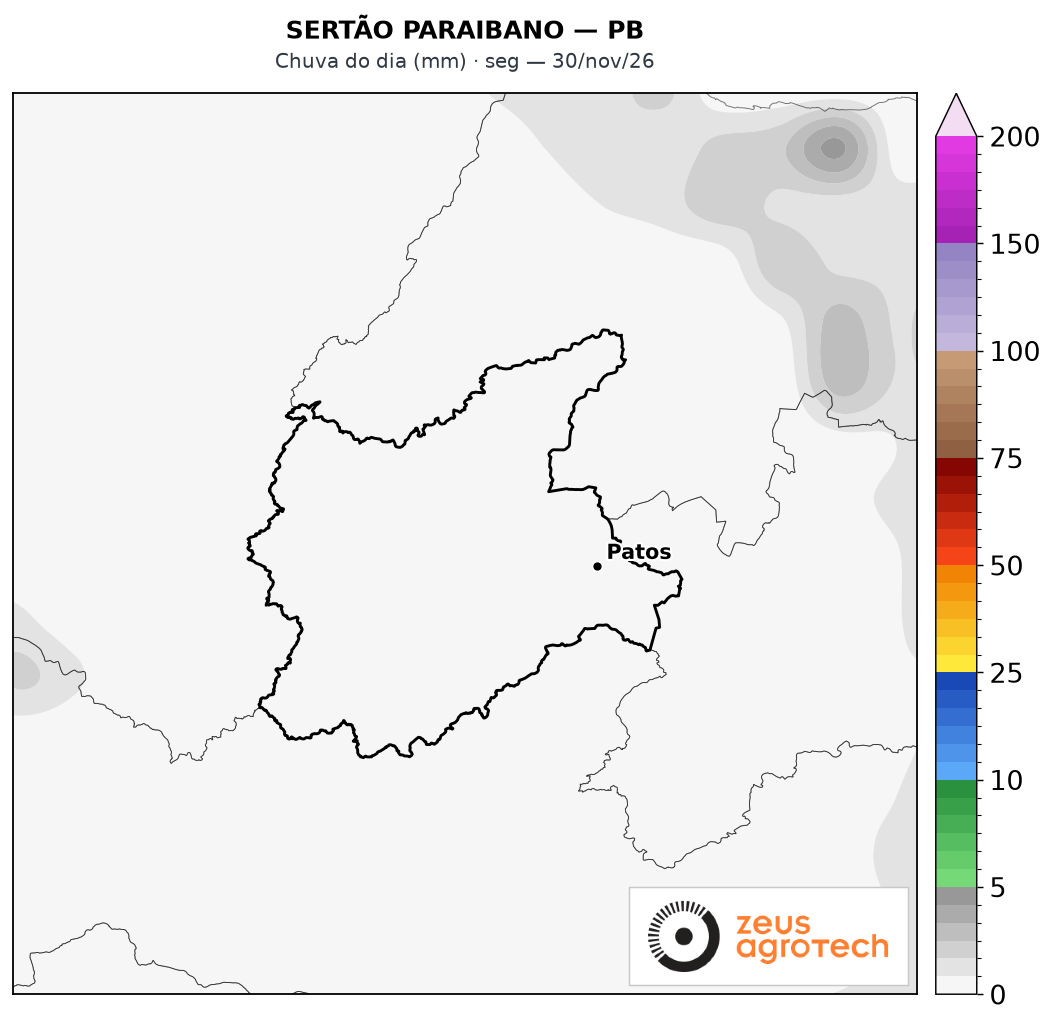 SERTÃO PARAIBANO — PB
Chuva do dia (mm) · seg — 30/nov/26
200
150
100
75
50
25
10
5
0
Patos
zeus
agrotech